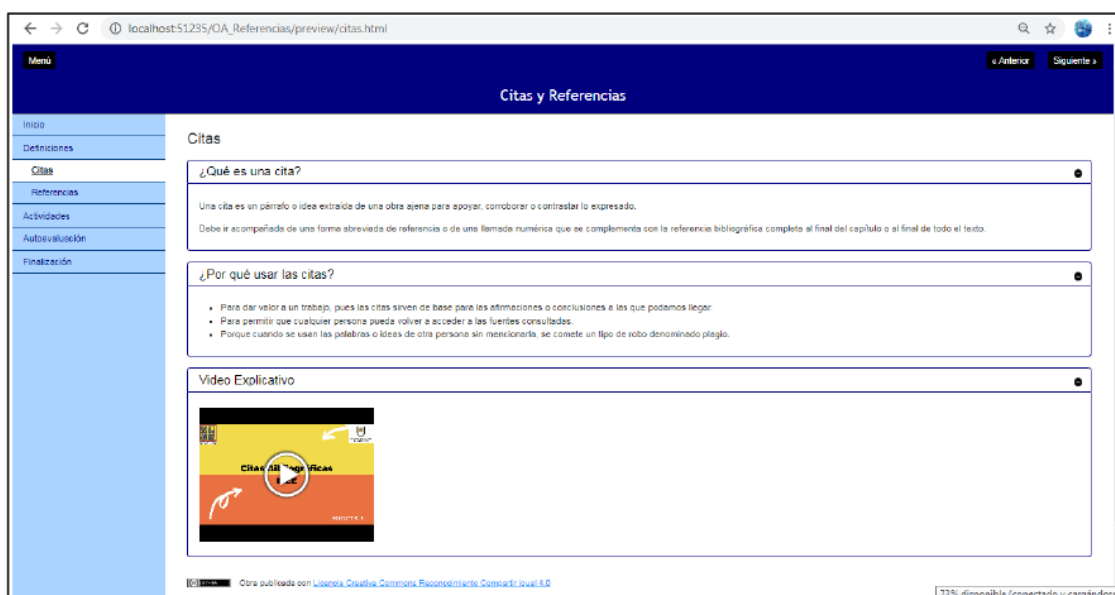 localhost:51235/OA_Referencias/preview/citas.html
Menú
« Anterior
Siguiente »
Citas y Referencias
Inicio
Definiciones
Citas
Referencias
Actividades
Autoevaluación
Finalización
Citas
¿Qué es una cita?
Una cita es un párrafo o idea extraída de una obra ajena para apoyar, corroborar o contrastar lo expresado.
Debe ir acompañada de una forma abreviada de referencia o de una llamada numérica que se complementa con la referencia bibliográfica completa al final del capítulo o al final de todo el texto.
¿Por qué usar las citas?
• Para dar valor a un trabajo, pues las citas sirven de base para las afirmaciones o conclusiones a las que podamos llegar.
• Para permitir que cualquier persona pueda volver a acceder a las fuentes consultadas.
• Porque cuando se usan las palabras o ideas de otra persona sin mencionarla, se comete un tipo de robo denominado plagio.
Video Explicativo
Citas Bibliográficas
Obra publicada con Licencia Creative Commons Reconocimiento Compartir igual 4.0
73% disponible (conectado y cargándos